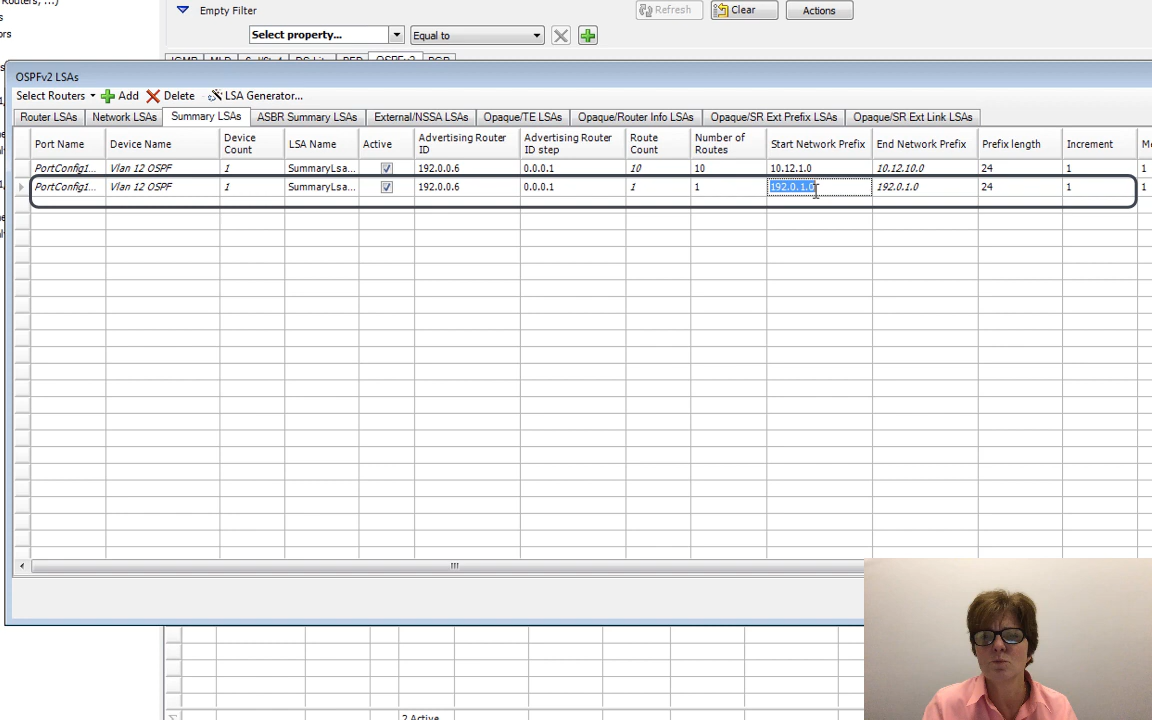 Routers, ...)
Empty Filter
Refresh
Clear
Actions
Select property...
Equal to
OSPFv2
OSPFv2 LSAs
Select Routers
Add
Delete
LSA Generator...
Router LSAs
Network LSAs
Summary LSAs
ASBR Summary LSAs
External/NSSA LSAs
Opaque/TE LSAs
Opaque/Router Info LSAs
Opaque/SR Ext Prefix LSAs
Opaque/SR Ext Link LSAs
Port Name Device Name Device Count LSA Name Active Advertising Router ID Advertising Router ID step Route Count Number of Routes Start Network Prefix End Network Prefix Prefix length Increment
PortConfig1... Vlan 12 OSPF 1 SummaryLsa... 192.0.0.6 0.0.0.1 10 10 10.12.1.0 10.12.10.0 24 1 1
PortConfig1... Vlan 12 OSPF 1 SummaryLsa... 192.0.0.6 0.0.0.1 1 1 192.0.1.0 192.0.1.0 24 1 1
2 Active